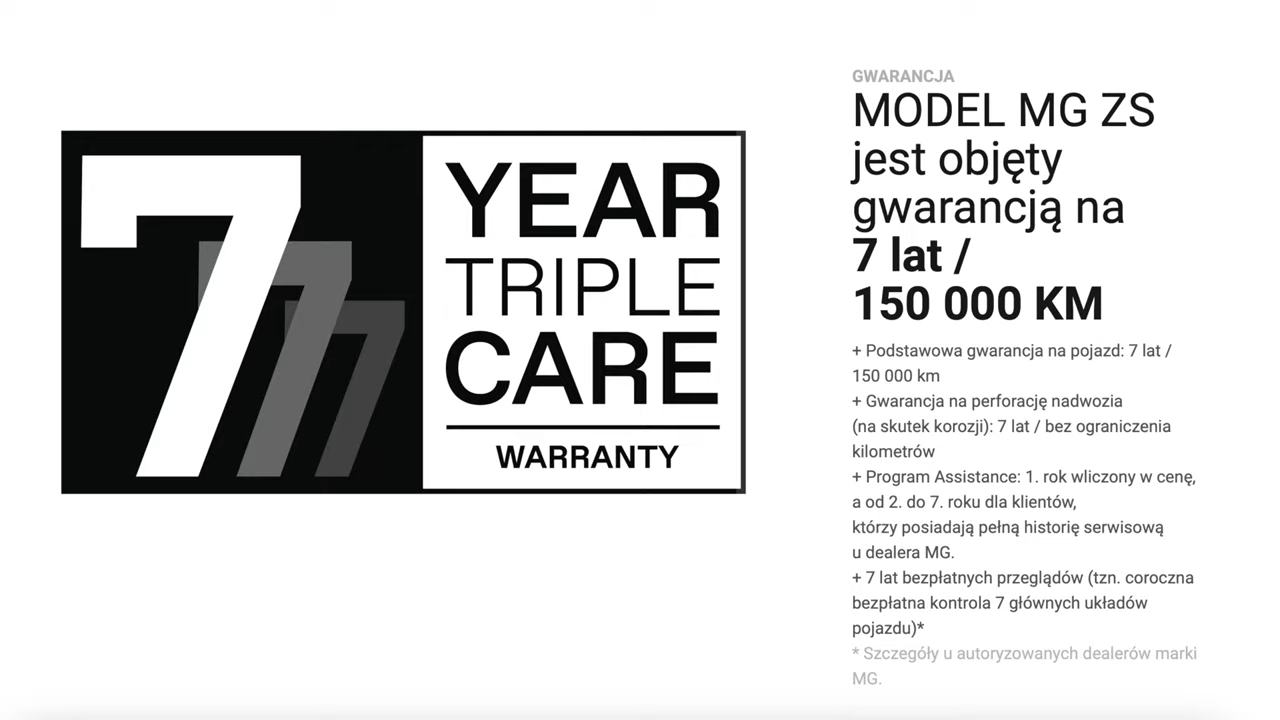 7
7
7
YEAR
TRIPLE
CARE
WARRANTY
GWARANCJA
MODEL MG ZS
jest objęty
gwarancją na
7 lat /
150 000 KM
+ Podstawowa gwarancja na pojazd: 7 lat /
150 000 km
+ Gwarancja na perforację nadwozia
(na skutek korozji): 7 lat / bez ograniczenia
kilometrów
+ Program Assistance: 1. rok wliczony w cenę,
a od 2. do 7. roku dla klientów,
którzy posiadają pełną historię serwisową
u dealera MG.
+ 7 lat bezpłatnych przeglądów (tzn. coroczna
bezpłatna kontrola 7 głównych układów
pojazdu)*
* Szczegóły u autoryzowanych dealerów marki
MG.